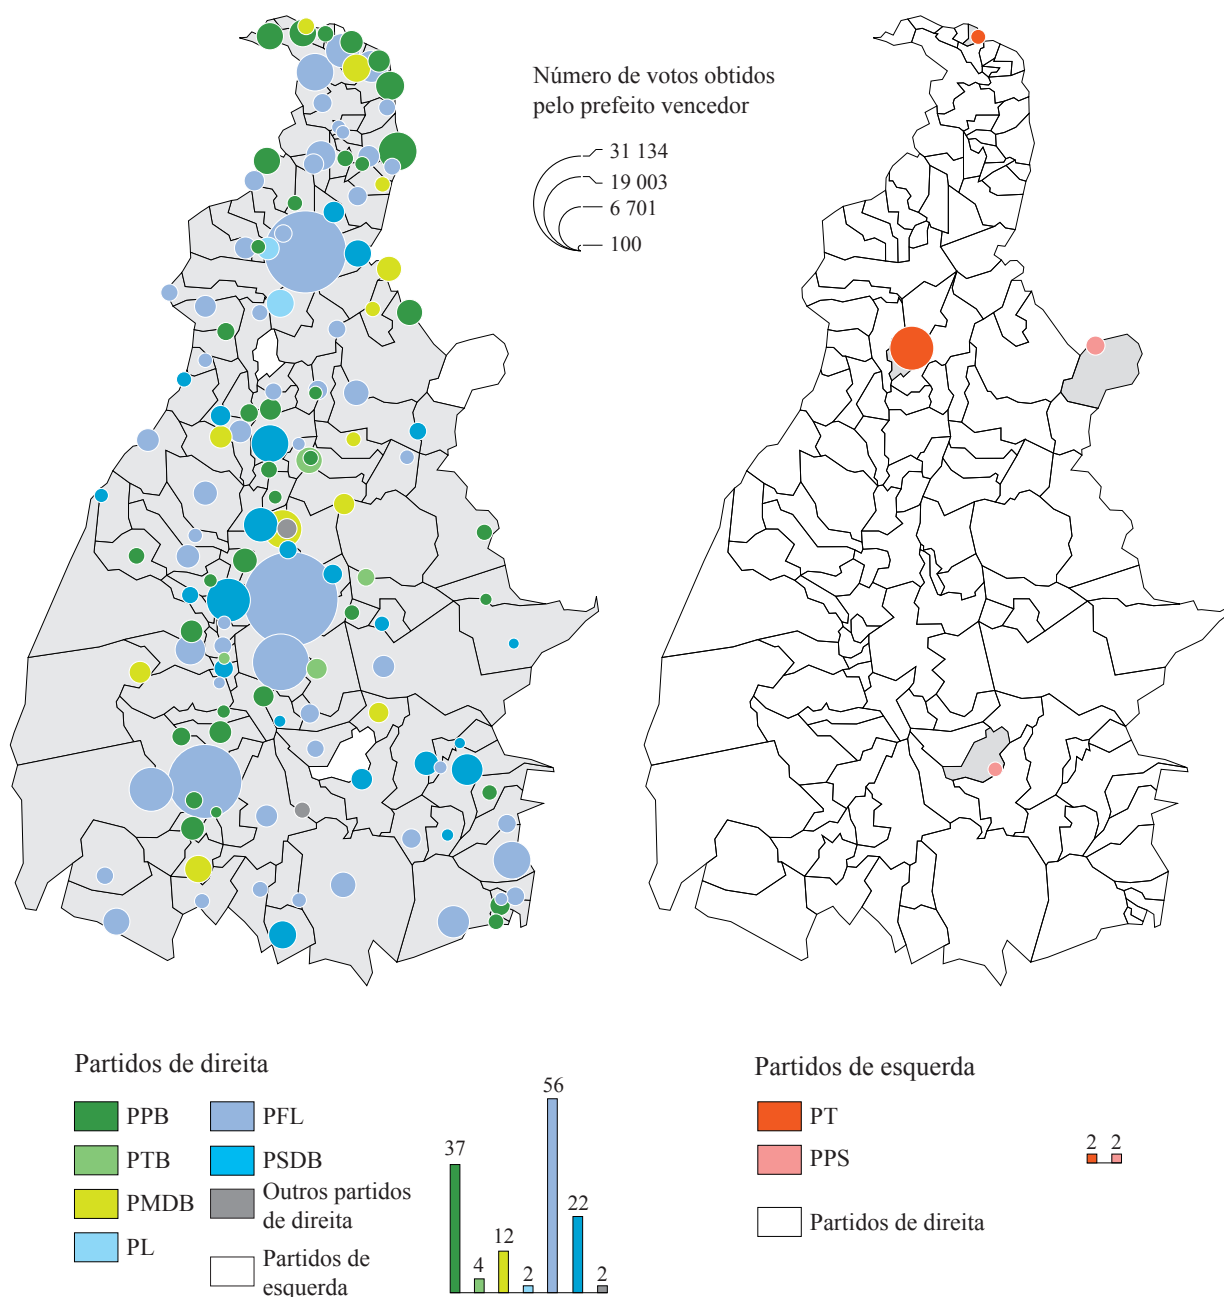 Número de votos obtidos
pelo prefeito vencedor
31 134
19 003
6 701
100
Partidos de direita
PPB
PTB
PMDB
PL
PFL
PSDB
Outros partidos
de direita
Partidos de
esquerda
37
4
12
2
56
22
2
Partidos de esquerda
PT
PPS
Partidos de direita
2
2